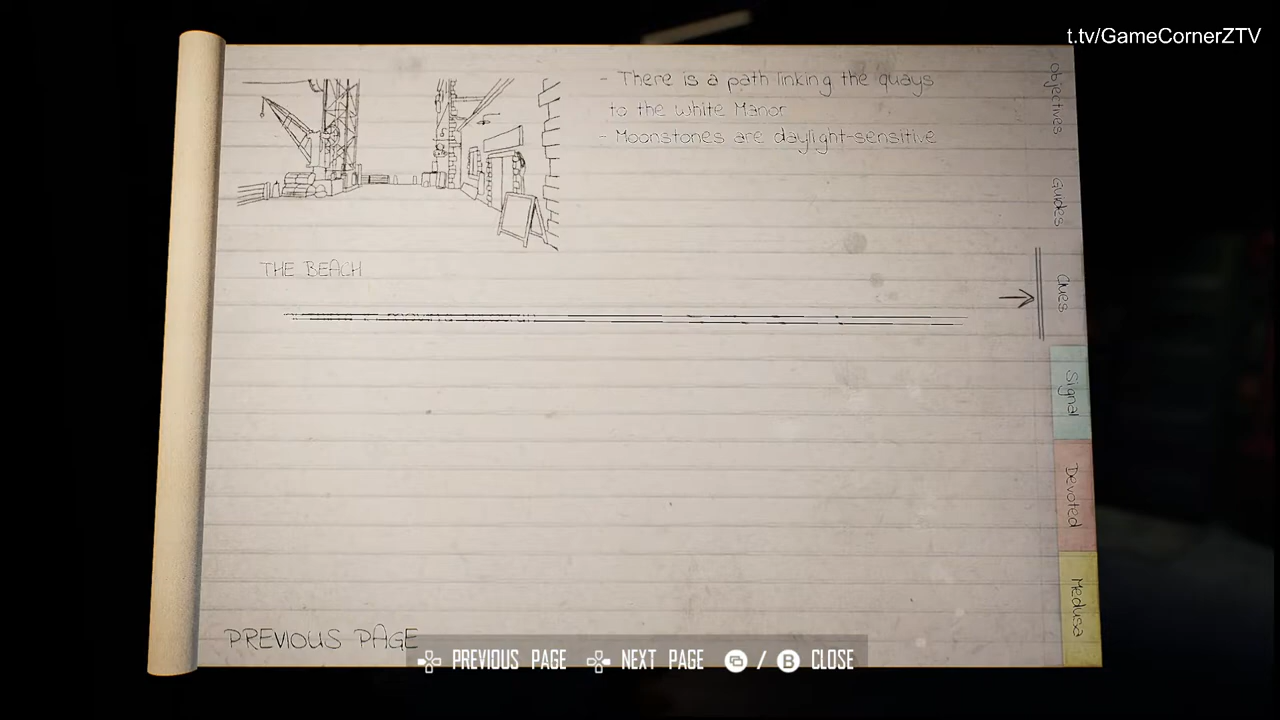 t.tv/GameCornerZTV
- There is a path linking the quays
to the white Manor
- Moonstones are daylight-sensitive
THE BEACH
Objectives
Guides
Clues
Signal
Devoted
Medusa
PREVIOUS PAGE
PREVIOUS PAGE NEXT PAGE / B CLOSE